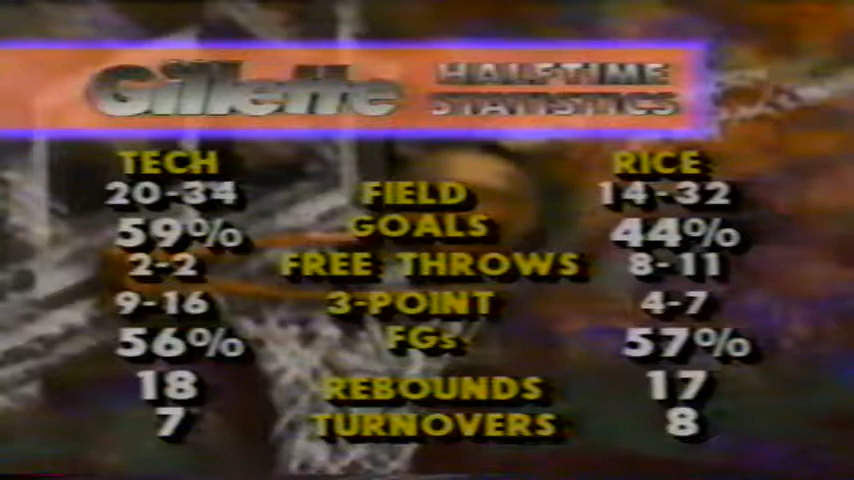 Gillette HALFTIME STATISTICS
TECH RICE
20-34 FIELD 14-32
59% GOALS 44%
2-2 FREE THROWS 8-11
9-16 3-POINT 4-7
56% FGs 57%
18 REBOUNDS 17
7 TURNOVERS 8